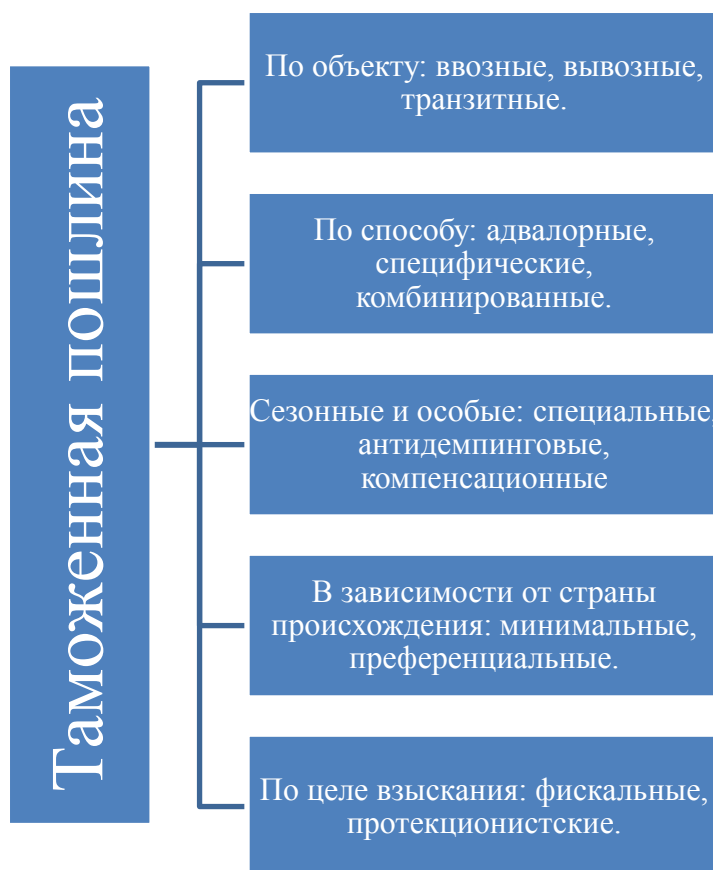 Таможенная пошлина
По объекту: ввозные, вывозные,
транзитные.
По способу: адвалорные,
специфические,
комбинированные.
Сезонные и особые: специальные,
антидемпинговые,
компенсационные
В зависимости от страны
происхождения: минимальные,
преференциальные.
По целе взыскания: фискальные,
протекционистские.